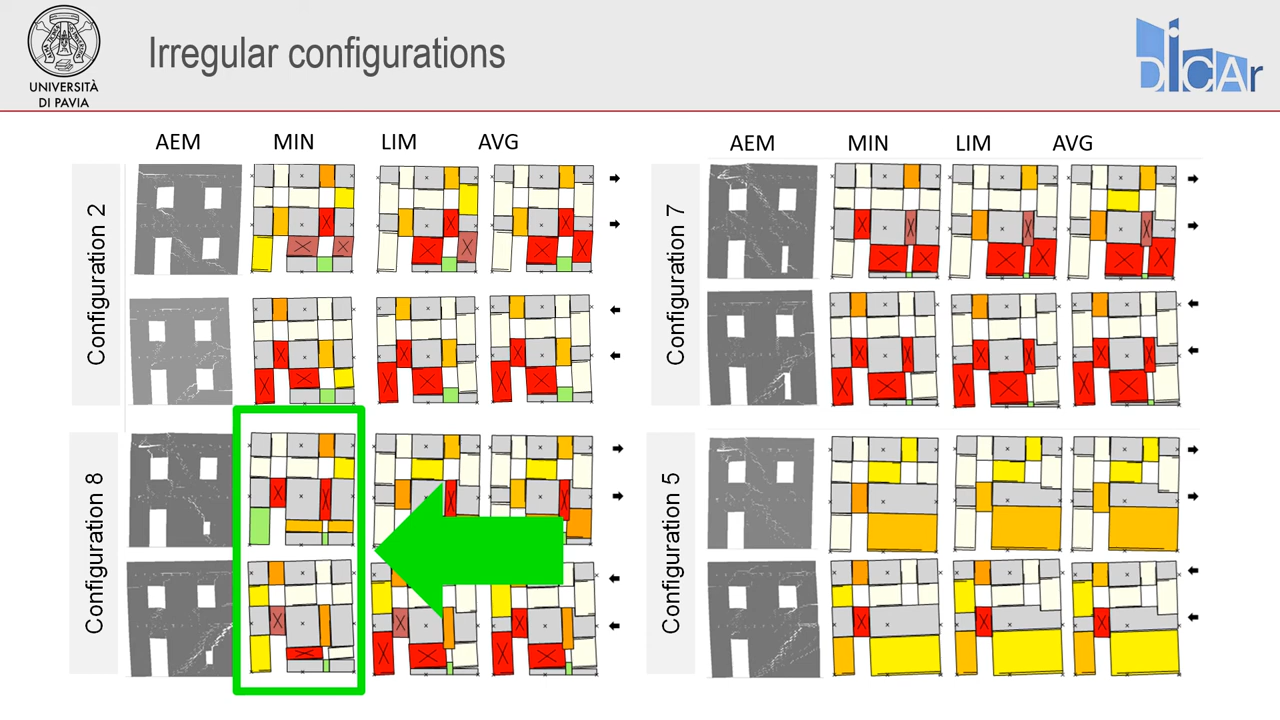 Irregular configurations
UNIVERSITÀ
DI PAVIA
DICAr
AEM MIN LIM AVG
Configuration 2
Configuration 8
AEM MIN LIM AVG
Configuration 7
Configuration 5